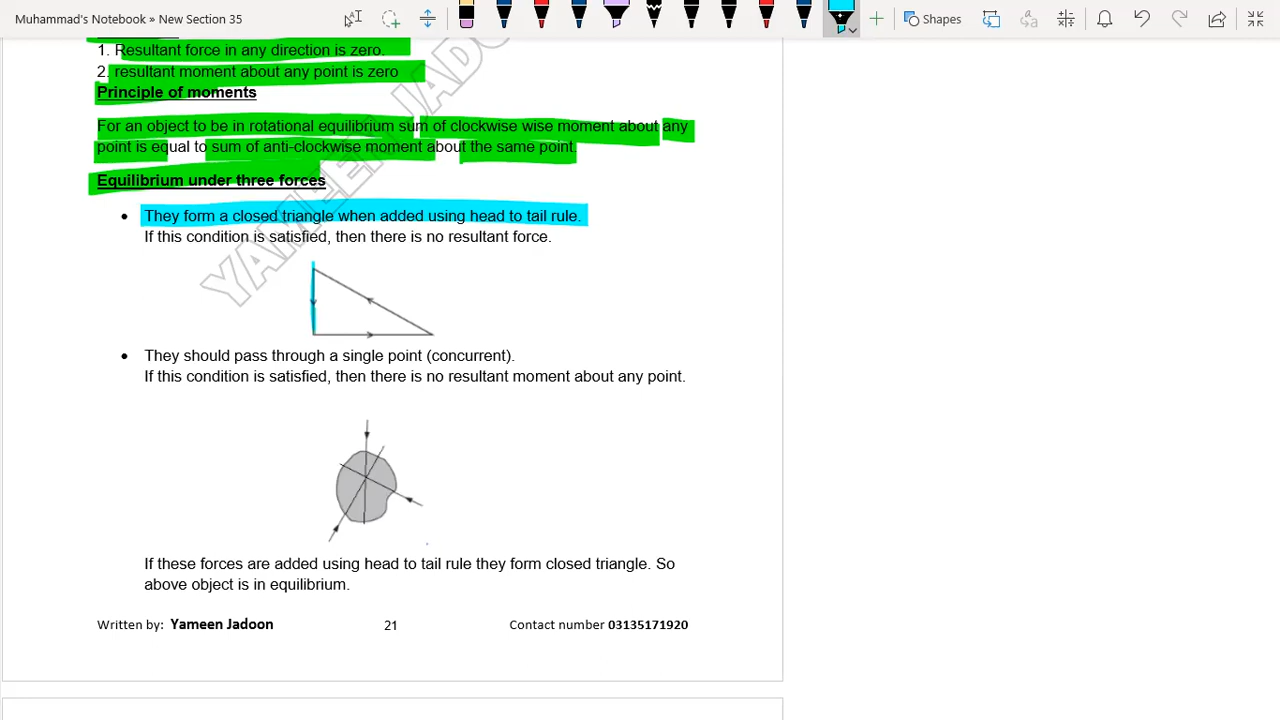 Muhammad's Notebook » New Section 35
Shapes
1. Resultant force in any direction is zero.
2. resultant moment about any point is zero
Principle of moments
For an object to be in rotational equilibrium sum of clockwise wise moment about any
point is equal to sum of anti-clockwise moment about the same point.
Equilibrium under three forces
• They form a closed triangle when added using head to tail rule.
If this condition is satisfied, then there is no resultant force.
• They should pass through a single point (concurrent).
If this condition is satisfied, then there is no resultant moment about any point.
If these forces are added using head to tail rule they form closed triangle. So
above object is in equilibrium.
Written by: Yameen Jadoon 21 Contact number 03135171920
YAMEEN JADO